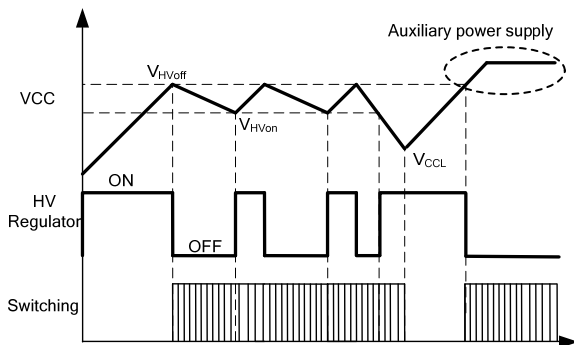 Auxiliary power supply
VHVoff
VCC
VHVon
VCCL
ON
HV
Regulator
OFF
Switching